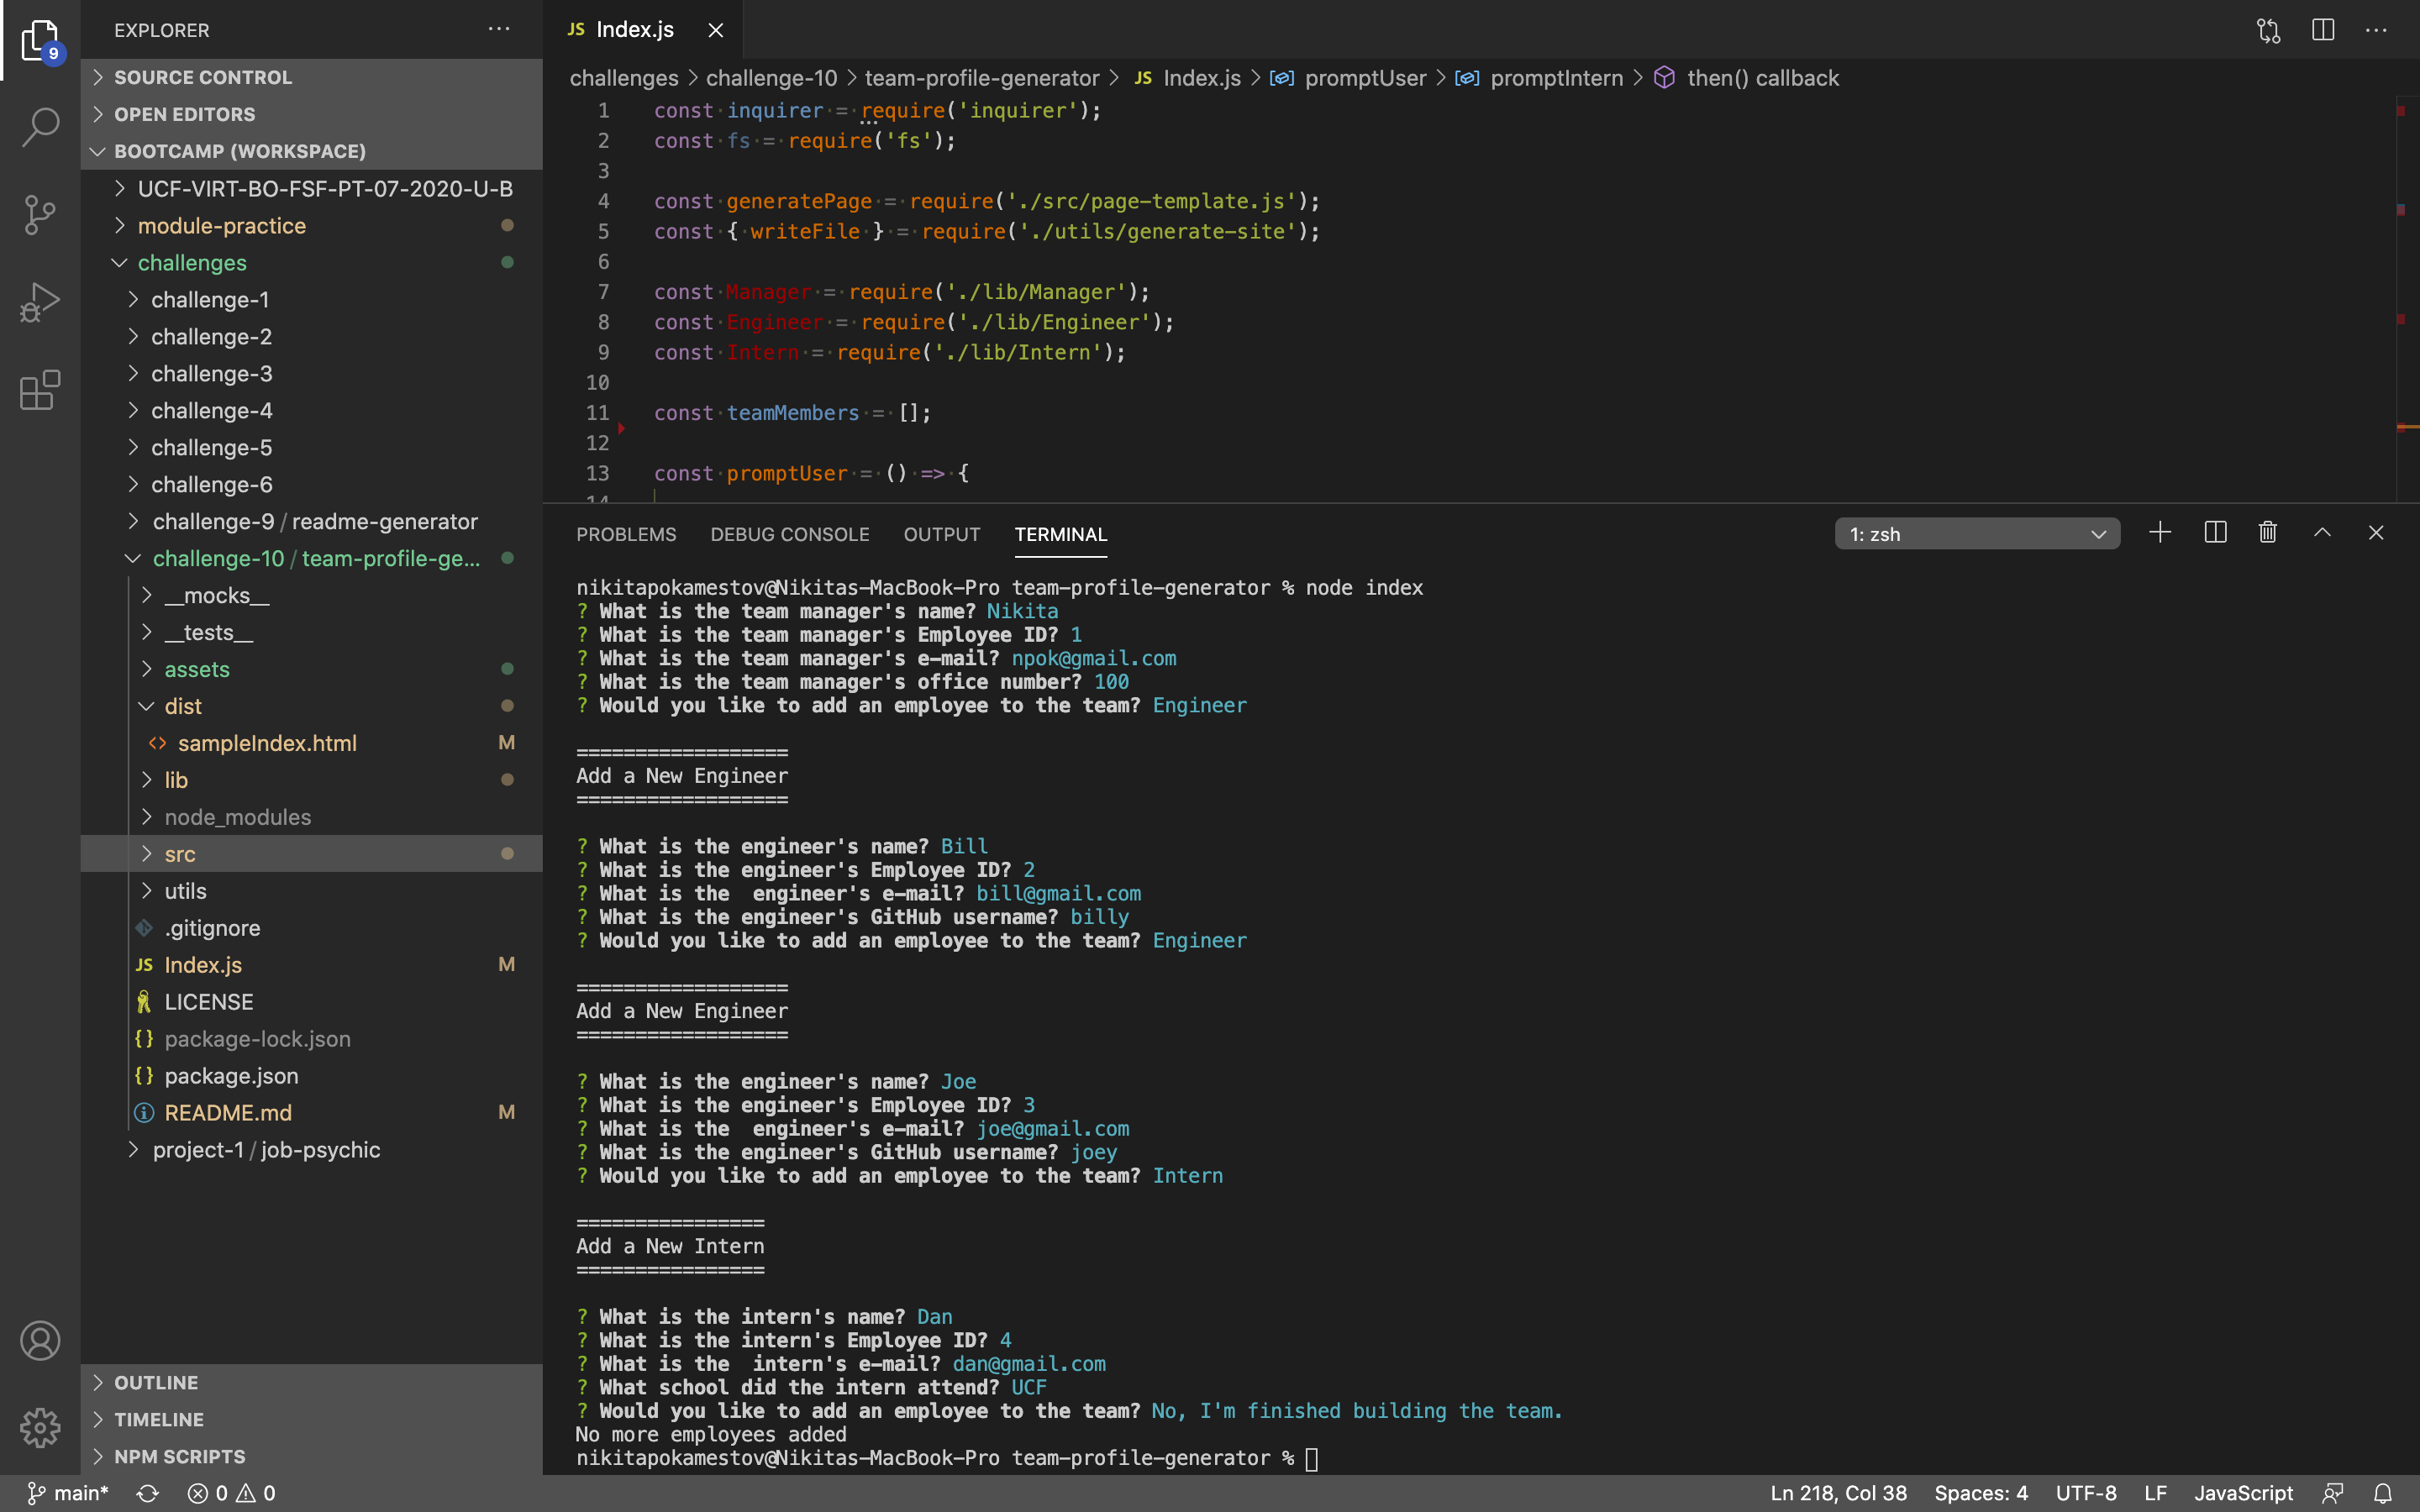 9
EXPLORER
SOURCE CONTROL
OPEN EDITORS
BOOTCAMP (WORKSPACE)
UCF-VIRT-BO-FSF-PT-07-2020-U-B
module-practice
challenges
challenge-1
challenge-2
challenge-3
challenge-4
challenge-5
challenge-6
challenge-9 / readme-generator
challenge-10 / team-profile-ge...
__mocks__
__tests__
assets
dist
<> sampleIndex.html M
lib
node_modules
src
utils
.gitignore
JS Index.js M
LICENSE
{} package-lock.json
{} package.json
README.md M
project-1 / job-psychic
OUTLINE
TIMELINE
NPM SCRIPTS
JS Index.js
challenges > challenge-10 > team-profile-generator > JS Index.js > promptUser > promptIntern > then() callback
1 const inquirer = require('inquirer');
2 const fs = require('fs');
3
4 const generatePage = require('./src/page-template.js');
5 const { writeFile } = require('./utils/generate-site');
6
7 const Manager = require('./lib/Manager');
8 const Engineer = require('./lib/Engineer');
9 const Intern = require('./lib/Intern');
10
11 const teamMembers = [];
12
13 const promptUser = () => {
14
PROBLEMS DEBUG CONSOLE OUTPUT TERMINAL 1: zsh
nikitapokamestov@Nikitas-MacBook-Pro team-profile-generator % node index
? What is the team manager's name? Nikita
? What is the team manager's Employee ID? 1
? What is the team manager's e-mail? npok@gmail.com
? What is the team manager's office number? 100
? Would you like to add an employee to the team? Engineer
==================
Add a New Engineer
==================
? What is the engineer's name? Bill
? What is the engineer's Employee ID? 2
? What is the  engineer's e-mail? bill@gmail.com
? What is the engineer's GitHub username? billy
? Would you like to add an employee to the team? Engineer
==================
Add a New Engineer
==================
? What is the engineer's name? Joe
? What is the engineer's Employee ID? 3
? What is the  engineer's e-mail? joe@gmail.com
? What is the engineer's GitHub username? joey
? Would you like to add an employee to the team? Intern
================
Add a New Intern
================
? What is the intern's name? Dan
? What is the intern's Employee ID? 4
? What is the  intern's e-mail? dan@gmail.com
? What school did the intern attend? UCF
? Would you like to add an employee to the team? No, I'm finished building the team.
No more employees added
nikitapokamestov@Nikitas-MacBook-Pro team-profile-generator %
main* 0 0 Ln 218, Col 38 Spaces: 4 UTF-8 LF JavaScript